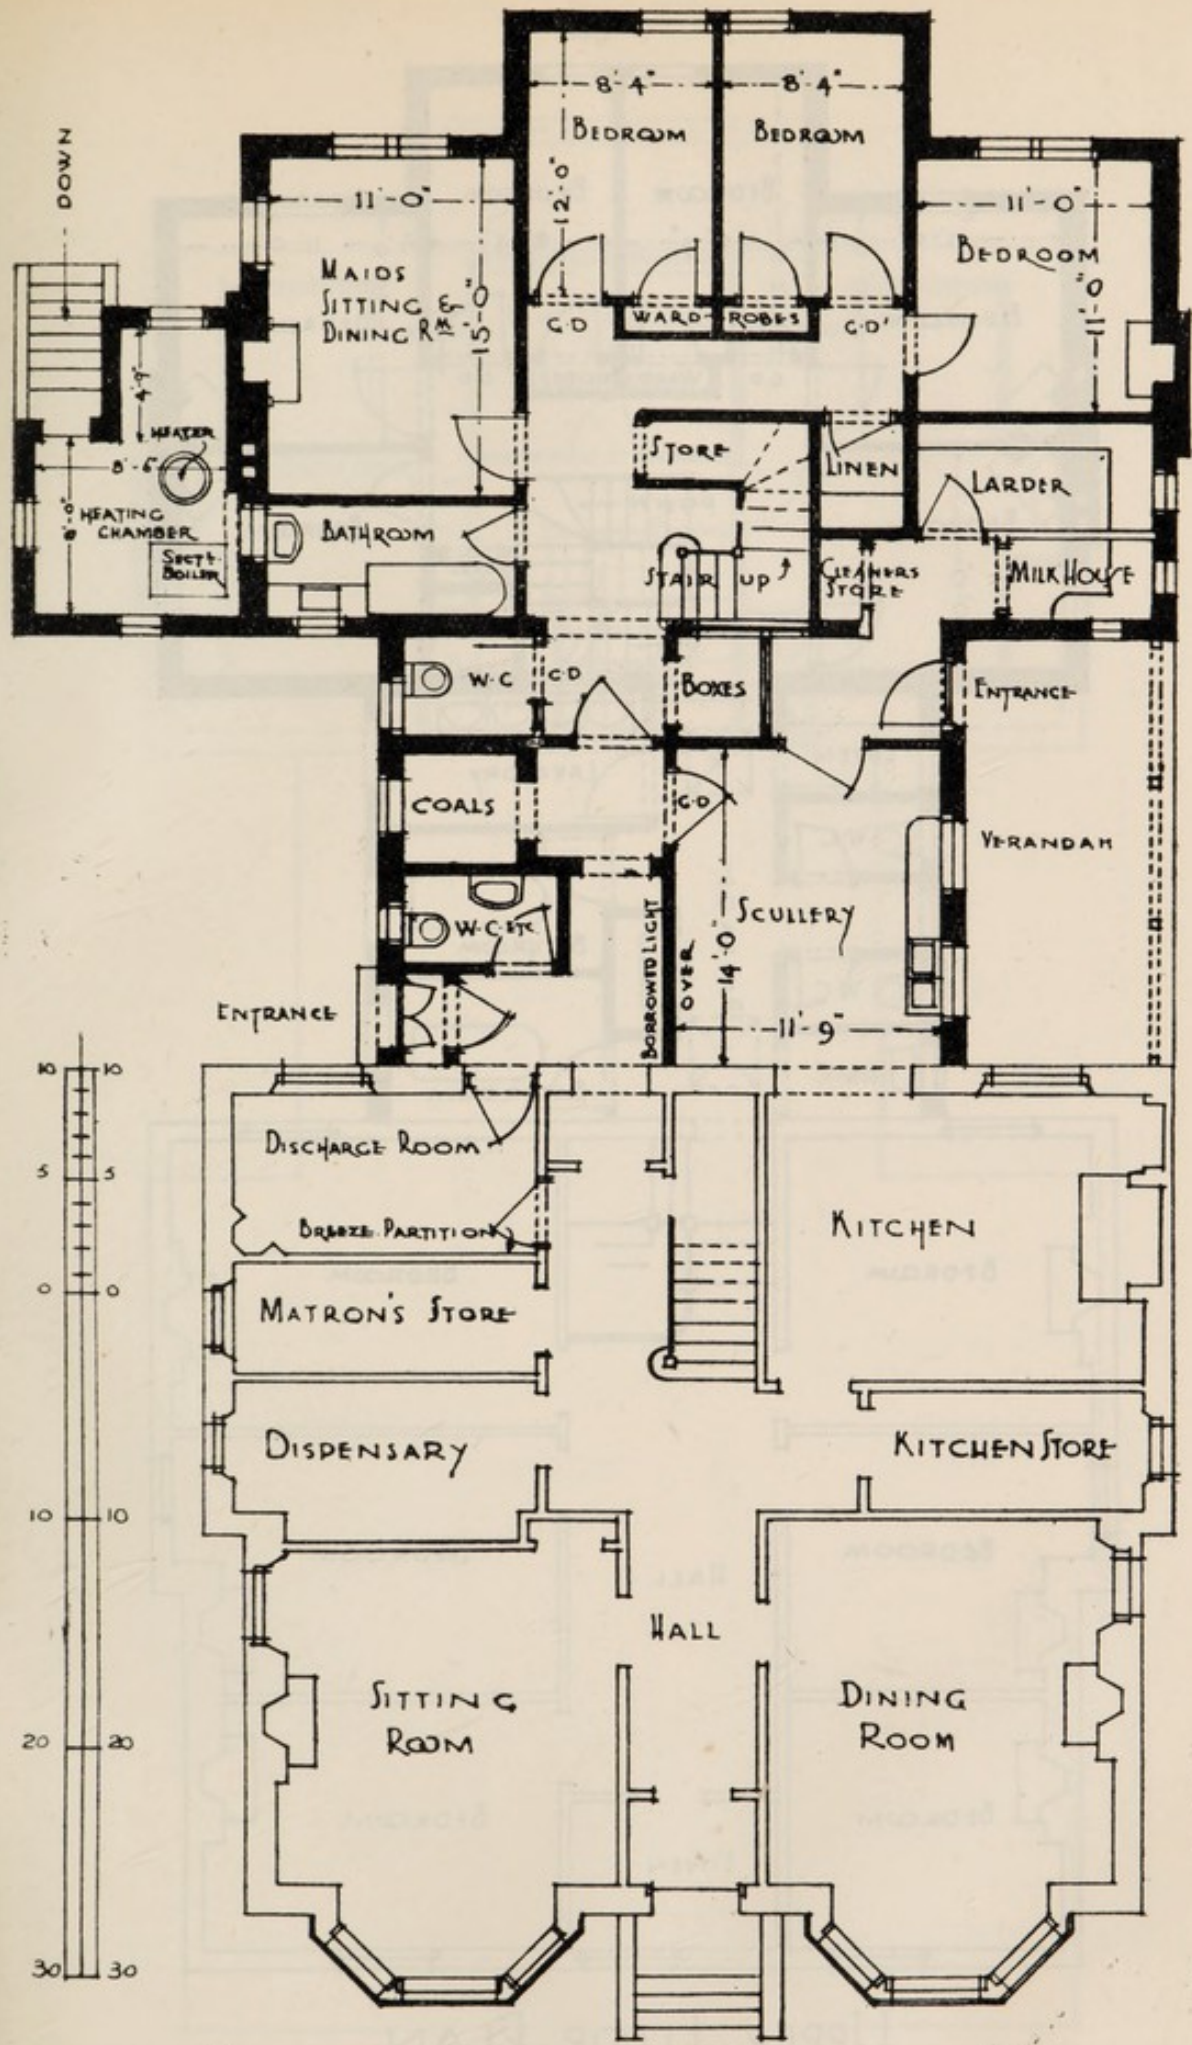 DOWN
8'-4"
8'-4"
BEDROOM
BEDROOM
12'-0"
11'-0"
MAIDS
SITTING &
DINING RM
15'-0"
11'-0"
BEDROOM
11'-0"
C.D
WARD-ROBES
C.D
4'-9"
HEATER
8'-6"
HEATING
CHAMBER
SECTL
BOILER
BATHROOM
STORE
LINEN
LARDER
STAIR UP
CLEANERS
STORE
MILK HOUSE
W.C
C.D
BOXES
ENTRANCE
COALS
C.D
VERANDAH
W.C. ETC
BORROWED LIGHT
OVER
14'-0"
SCULLERY
11'-9"
ENTRANCE
10 10
5 5
0 0
10 10
20 20
30 30
DISCHARGE ROOM
BREEZE PARTITION
KITCHEN
MATRON'S STORE
DISPENSARY
KITCHEN STORE
HALL
SITTING
ROOM
DINING
ROOM